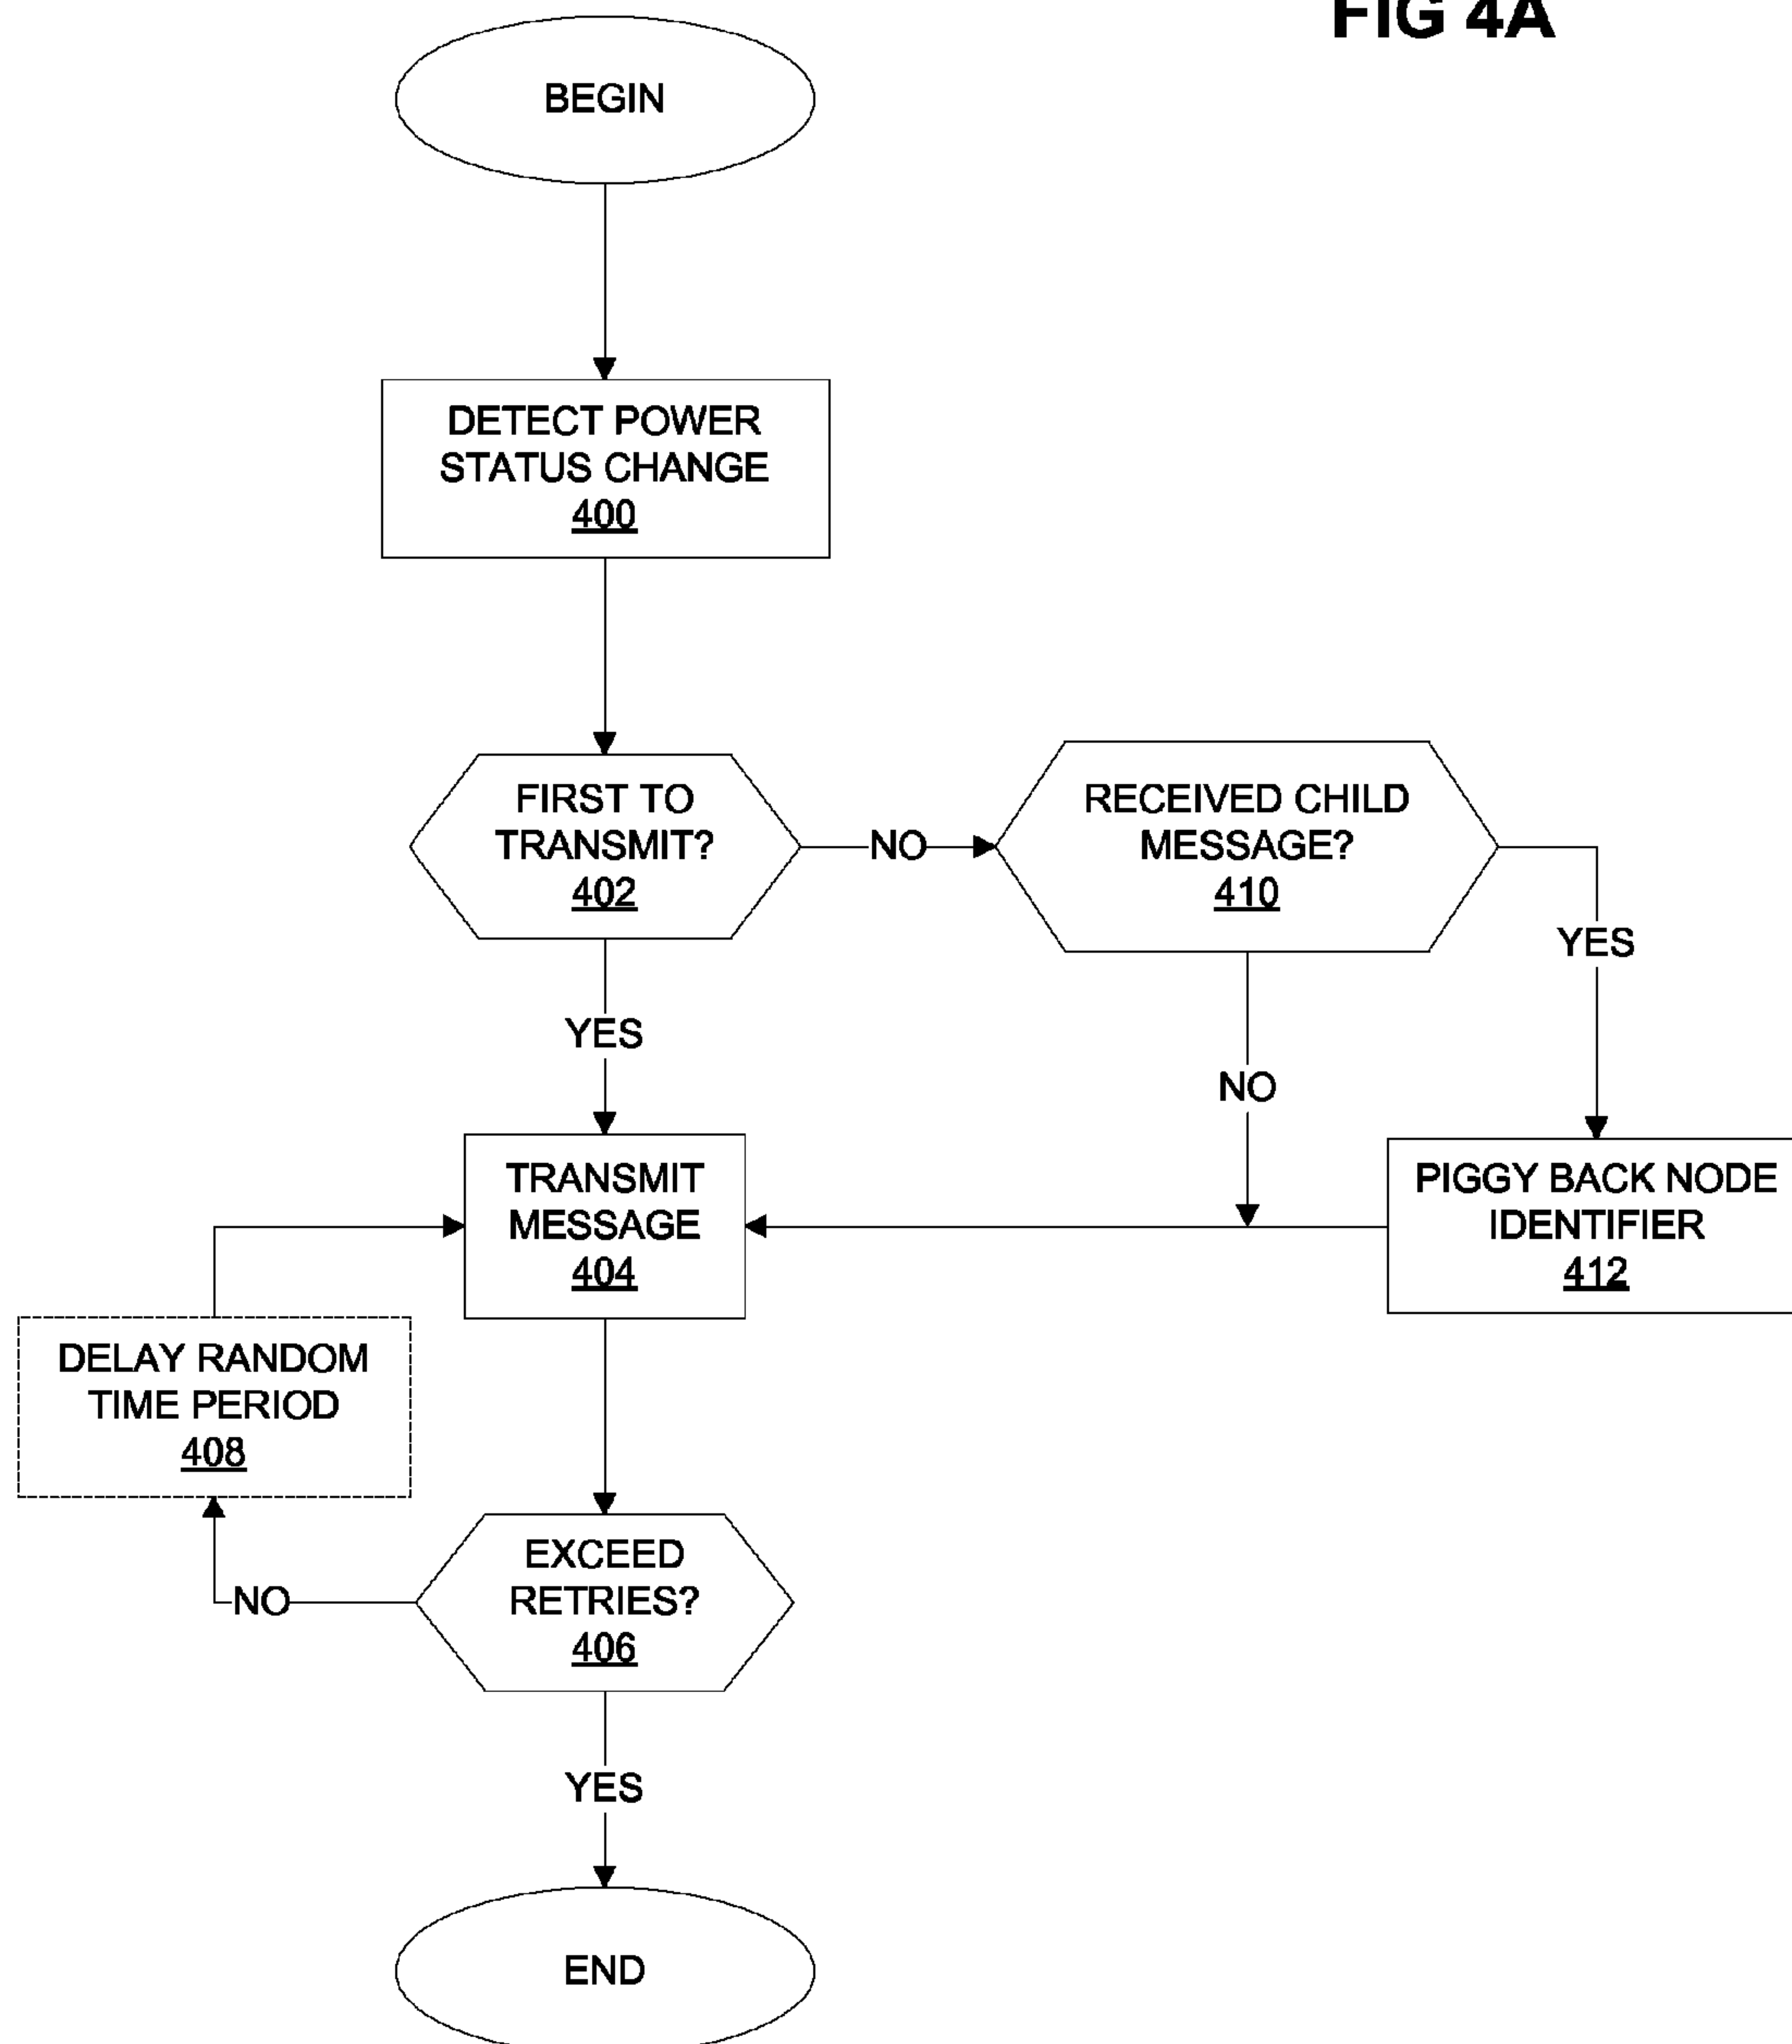 FIG 4A
BEGIN
DETECT POWER
STATUS CHANGE
400
FIRST TO
TRANSMIT?
402
NO
RECEIVED CHILD
MESSAGE?
410
YES
YES
NO
TRANSMIT
MESSAGE
404
PIGGY BACK NODE
IDENTIFIER
412
DELAY RANDOM
TIME PERIOD
408
EXCEED
RETRIES?
406
NO
YES
END